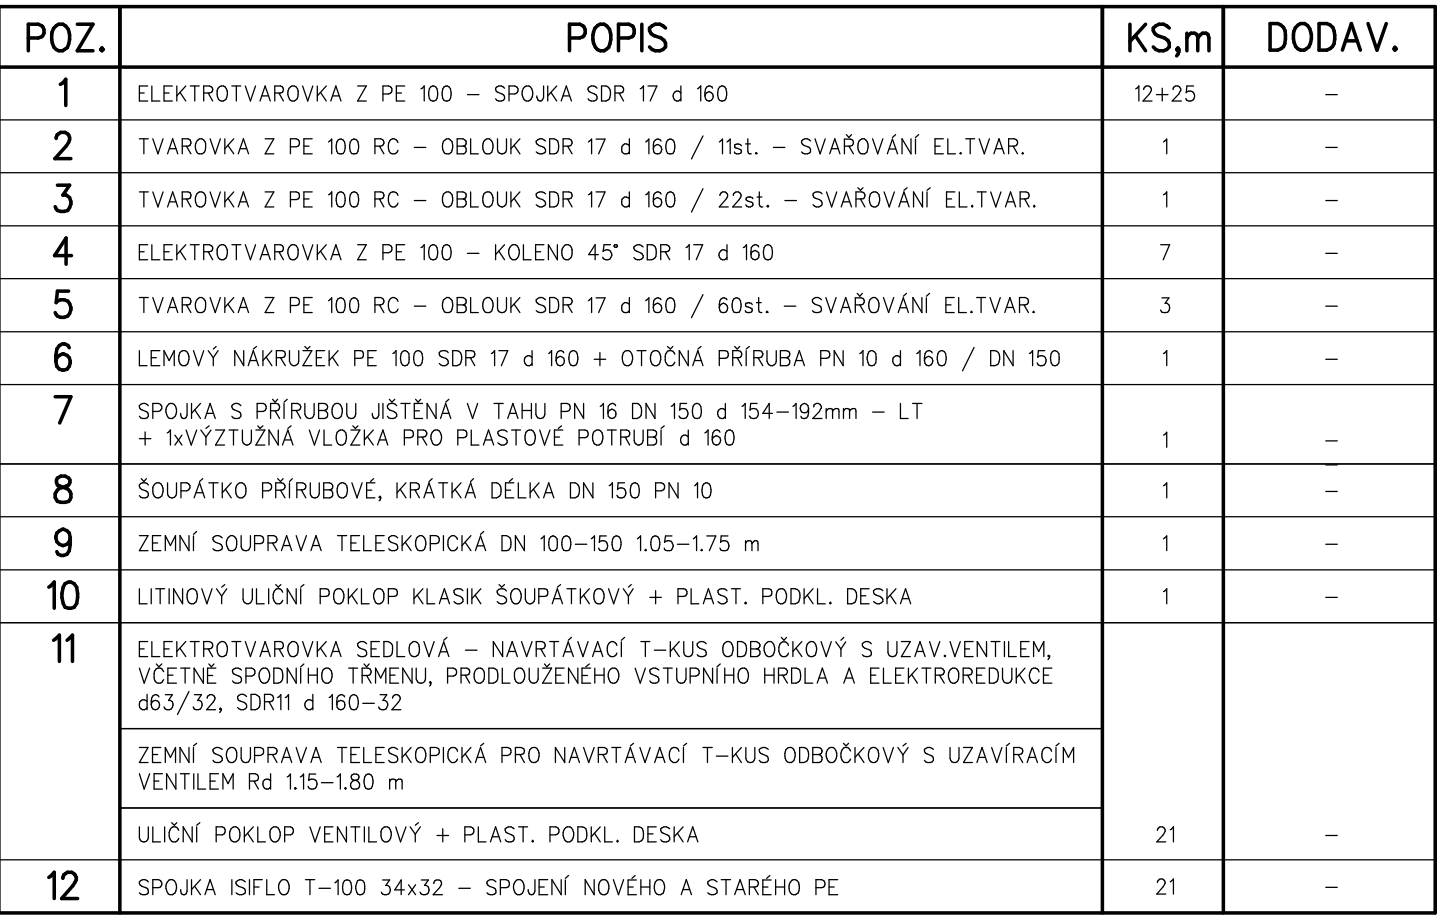 POZ. POPIS KS,m DODAV.
1 ELEKTROTVAROVKA Z PE 100 – SPOJKA SDR 17 d 160 12+25 –
2 TVAROVKA Z PE 100 RC – OBLOUK SDR 17 d 160 / 11st. – SVAŘOVÁNÍ EL.TVAR. 1 –
3 TVAROVKA Z PE 100 RC – OBLOUK SDR 17 d 160 / 22st. – SVAŘOVÁNÍ EL.TVAR. 1 –
4 ELEKTROTVAROVKA Z PE 100 – KOLENO 45° SDR 17 d 160 7 –
5 TVAROVKA Z PE 100 RC – OBLOUK SDR 17 d 160 / 60st. – SVAŘOVÁNÍ EL.TVAR. 3 –
6 LEMOVÝ NÁKRUŽEK PE 100 SDR 17 d 160 + OTOČNÁ PŘÍRUBA PN 10 d 160 / DN 150 1 –
7 SPOJKA S PŘÍRUBOU JIŠTĚNÁ V TAHU PN 16 DN 150 d 154–192mm – LT
+ 1xVÝZTUŽNÁ VLOŽKA PRO PLASTOVÉ POTRUBÍ d 160 1 –
8 ŠOUPÁTKO PŘÍRUBOVÉ, KRÁTKÁ DÉLKA DN 150 PN 10 1 –
9 ZEMNÍ SOUPRAVA TELESKOPICKÁ DN 100–150 1.05–1.75 m 1 –
10 LITINOVÝ ULIČNÍ POKLOP KLASIK ŠOUPÁTKOVÝ + PLAST. PODKL. DESKA 1 –
11 ELEKTROTVAROVKA SEDLOVÁ – NAVRTÁVACÍ T–KUS ODBOČKOVÝ S UZAV.VENTILEM,
VČETNĚ SPODNÍHO TŘMENU, PRODLOUŽENÉHO VSTUPNÍHO HRDLA A ELEKTROREDUKCE
d63/32, SDR11 d 160–32
ZEMNÍ SOUPRAVA TELESKOPICKÁ PRO NAVRTÁVACÍ T–KUS ODBOČKOVÝ S UZAVÍRACÍM
VENTILEM Rd 1.15–1.80 m
ULIČNÍ POKLOP VENTILOVÝ + PLAST. PODKL. DESKA 21 –
12 SPOJKA ISIFLO T–100 34x32 – SPOJENÍ NOVÉHO A STARÉHO PE 21 –